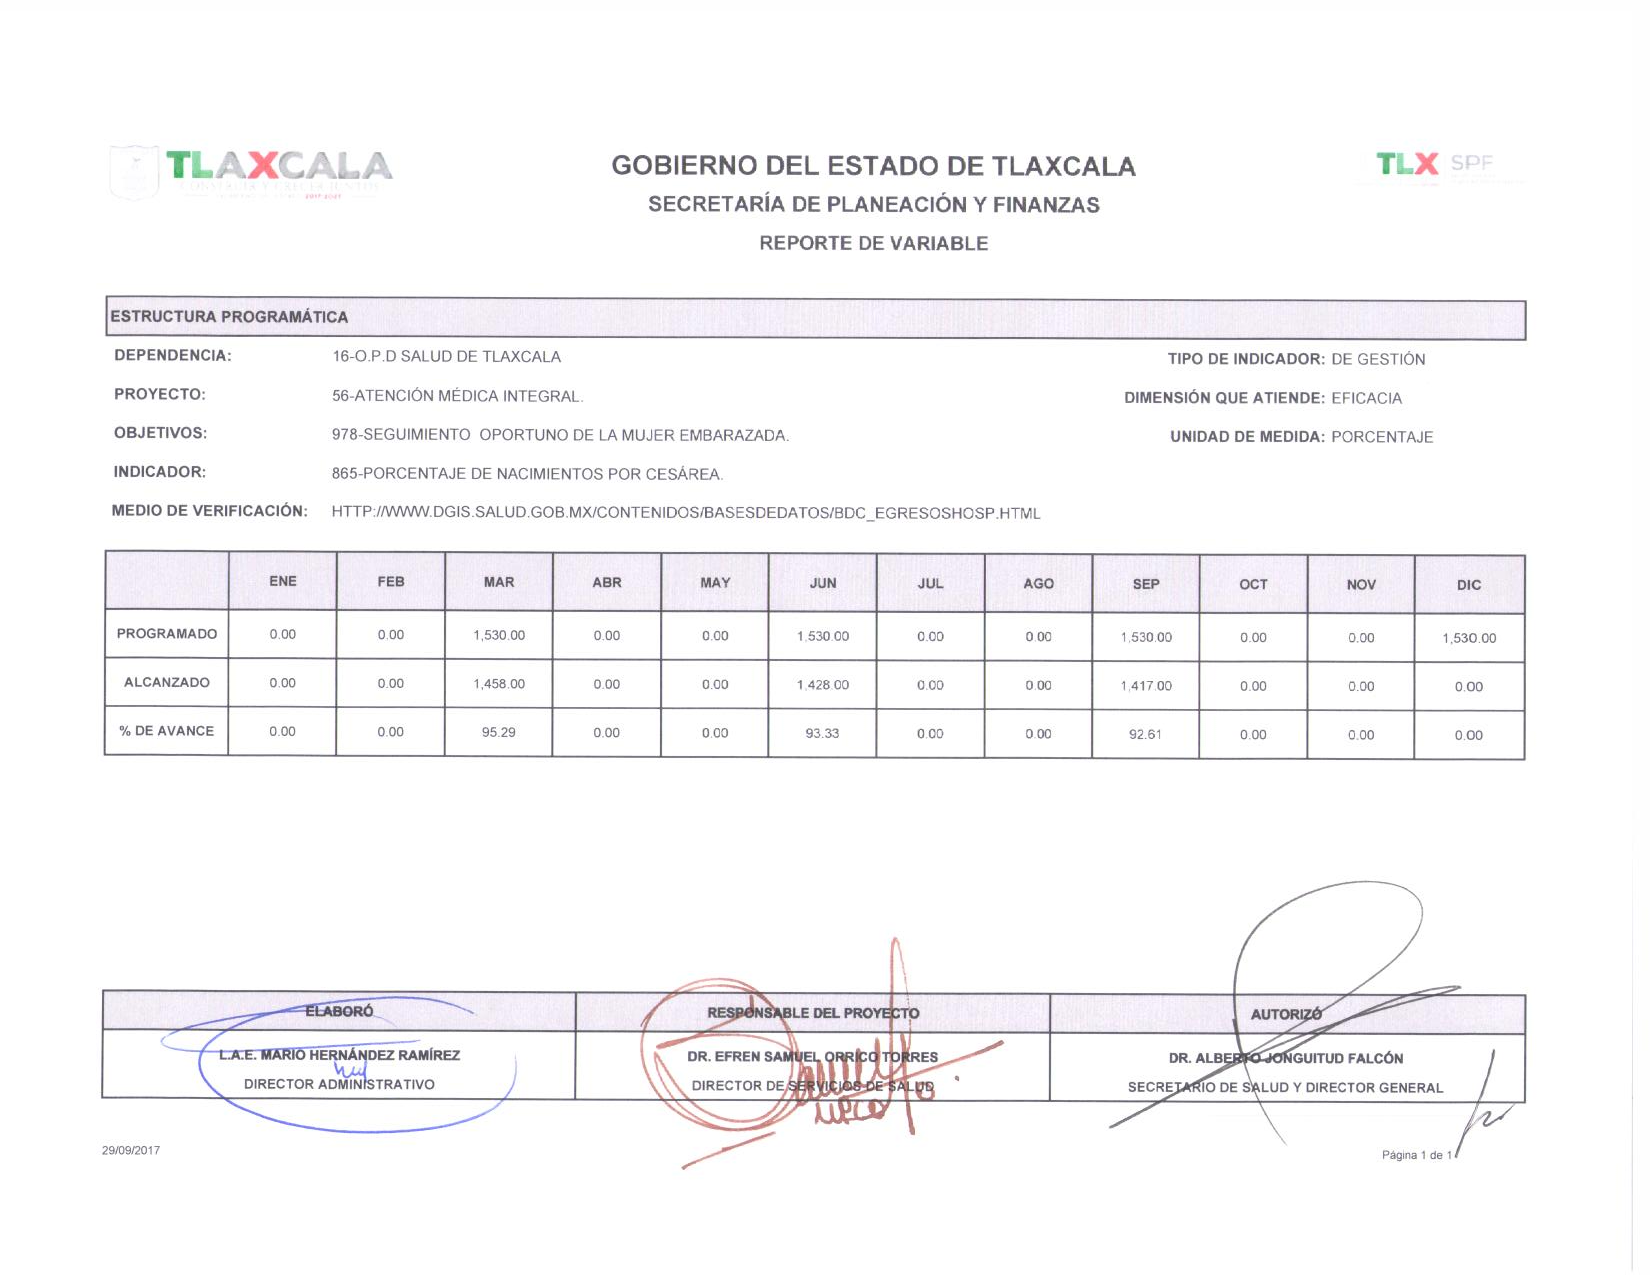 TLAXCALA
TLX SPF
GOBIERNO DEL ESTADO DE TLAXCALA
SECRETARÍA DE PLANEACIÓN Y FINANZAS
REPORTE DE VARIABLE
ESTRUCTURA PROGRAMÁTICA
DEPENDENCIA: 16-O.P.D SALUD DE TLAXCALA TIPO DE INDICADOR: DE GESTIÓN
PROYECTO: 56-ATENCIÓN MÉDICA INTEGRAL. DIMENSIÓN QUE ATIENDE: EFICACIA
OBJETIVOS: 978-SEGUIMIENTO OPORTUNO DE LA MUJER EMBARAZADA. UNIDAD DE MEDIDA: PORCENTAJE
INDICADOR: 865-PORCENTAJE DE NACIMIENTOS POR CESÁREA.
MEDIO DE VERIFICACIÓN: HTTP://WWW.DGIS.SALUD.GOB.MX/CONTENIDOS/BASESDEDATOS/BDC_EGRESOSHOSP.HTML
ENE FEB MAR ABR MAY JUN JUL AGO SEP OCT NOV DIC
PROGRAMADO 0.00 0.00 1,530.00 0.00 0.00 1,530.00 0.00 0.00 1,530.00 0.00 0.00 1,530.00
ALCANZADO 0.00 0.00 1,458.00 0.00 0.00 1,428.00 0.00 0.00 1,417.00 0.00 0.00 0.00
% DE AVANCE 0.00 0.00 95.29 0.00 0.00 93.33 0.00 0.00 92.61 0.00 0.00 0.00
ELABORÓ RESPONSABLE DEL PROYECTO AUTORIZÓ
L.A.E. MARIO HERNÁNDEZ RAMÍREZ DR. EFREN SAMUEL ORRICO TORRES DR. ALBERTO JONGUITUD FALCÓN
DIRECTOR ADMINISTRATIVO DIRECTOR DE SERVICIOS DE SALUD SECRETARIO DE SALUD Y DIRECTOR GENERAL
29/09/2017 Página 1 de 1